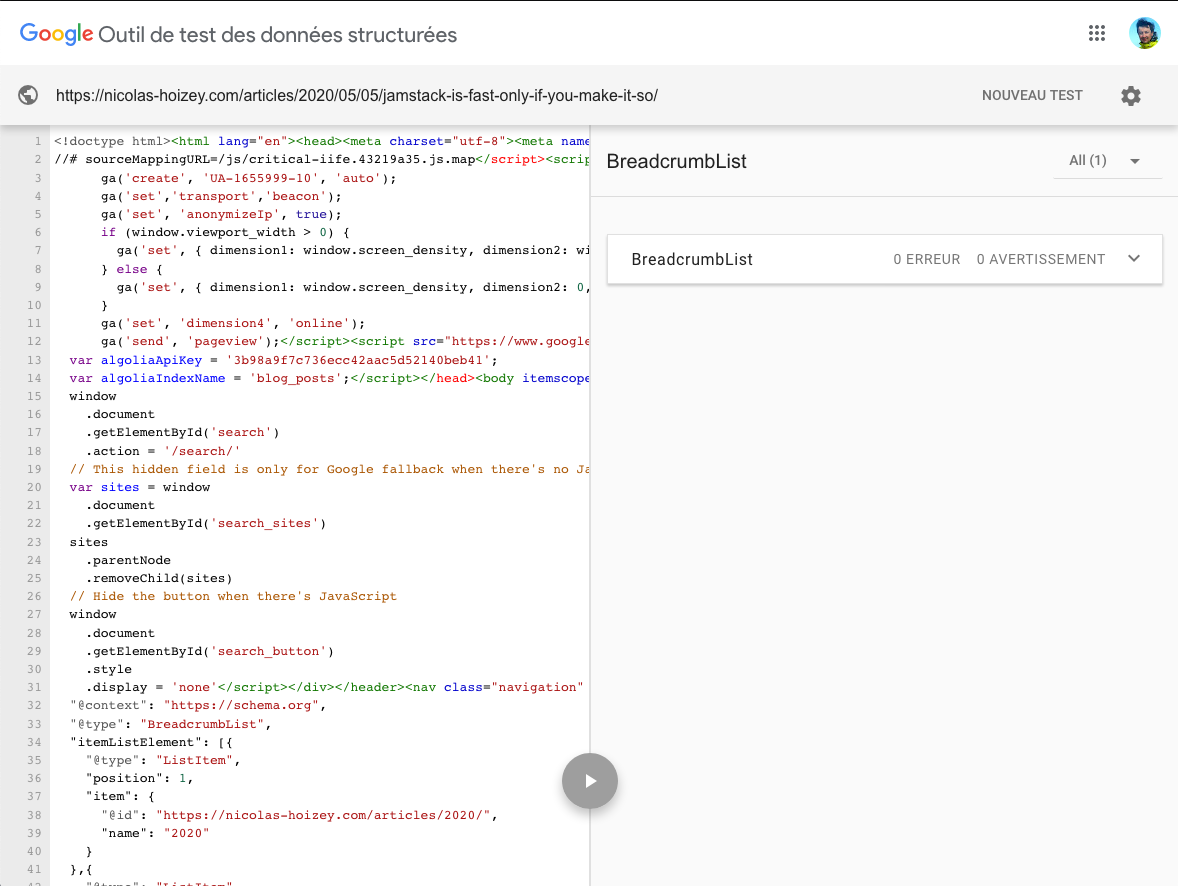 Google Outil de test des données structurées
https://nicolas-hoizey.com/articles/2020/05/05/jamstack-is-fast-only-if-you-make-it-so/
NOUVEAU TEST
1 <!doctype html><html lang="en"><head><meta charset="utf-8"><meta name
2 //# sourceMappingURL=/js/critical-iife.43219a35.js.map</script><scrip
3 ga('create', 'UA-1655999-10', 'auto');
4 ga('set','transport','beacon');
5 ga('set', 'anonymizeIp', true);
6 if (window.viewport_width > 0) {
7 ga('set', { dimension1: window.screen_density, dimension2: wi
8 } else {
9 ga('set', { dimension1: window.screen_density, dimension2: 0,
10 }
11 ga('set', 'dimension4', 'online');
12 ga('send', 'pageview');</script><script src="https://www.google
13 var algoliaApiKey = '3b98a9f7c736ecc42aac5d52140beb41';
14 var algoliaIndexName = 'blog_posts';</script></head><body itemscope
15 window
16 .document
17 .getElementById('search')
18 .action = '/search/'
19 // This hidden field is only for Google fallback when there's no Ja
20 var sites = window
21 .document
22 .getElementById('search_sites')
23 sites
24 .parentNode
25 .removeChild(sites)
26 // Hide the button when there's JavaScript
27 window
28 .document
29 .getElementById('search_button')
30 .style
31 .display = 'none'</script></div></header><nav class="navigation"
32 "@context": "https://schema.org",
33 "@type": "BreadcrumbList",
34 "itemListElement": [{
35 "@type": "ListItem",
36 "position": 1,
37 "item": {
38 "@id": "https://nicolas-hoizey.com/articles/2020/",
39 "name": "2020"
40 }
41 },{
42 "@type": "ListItem",
BreadcrumbList
All (1)
BreadcrumbList 0 ERREUR 0 AVERTISSEMENT